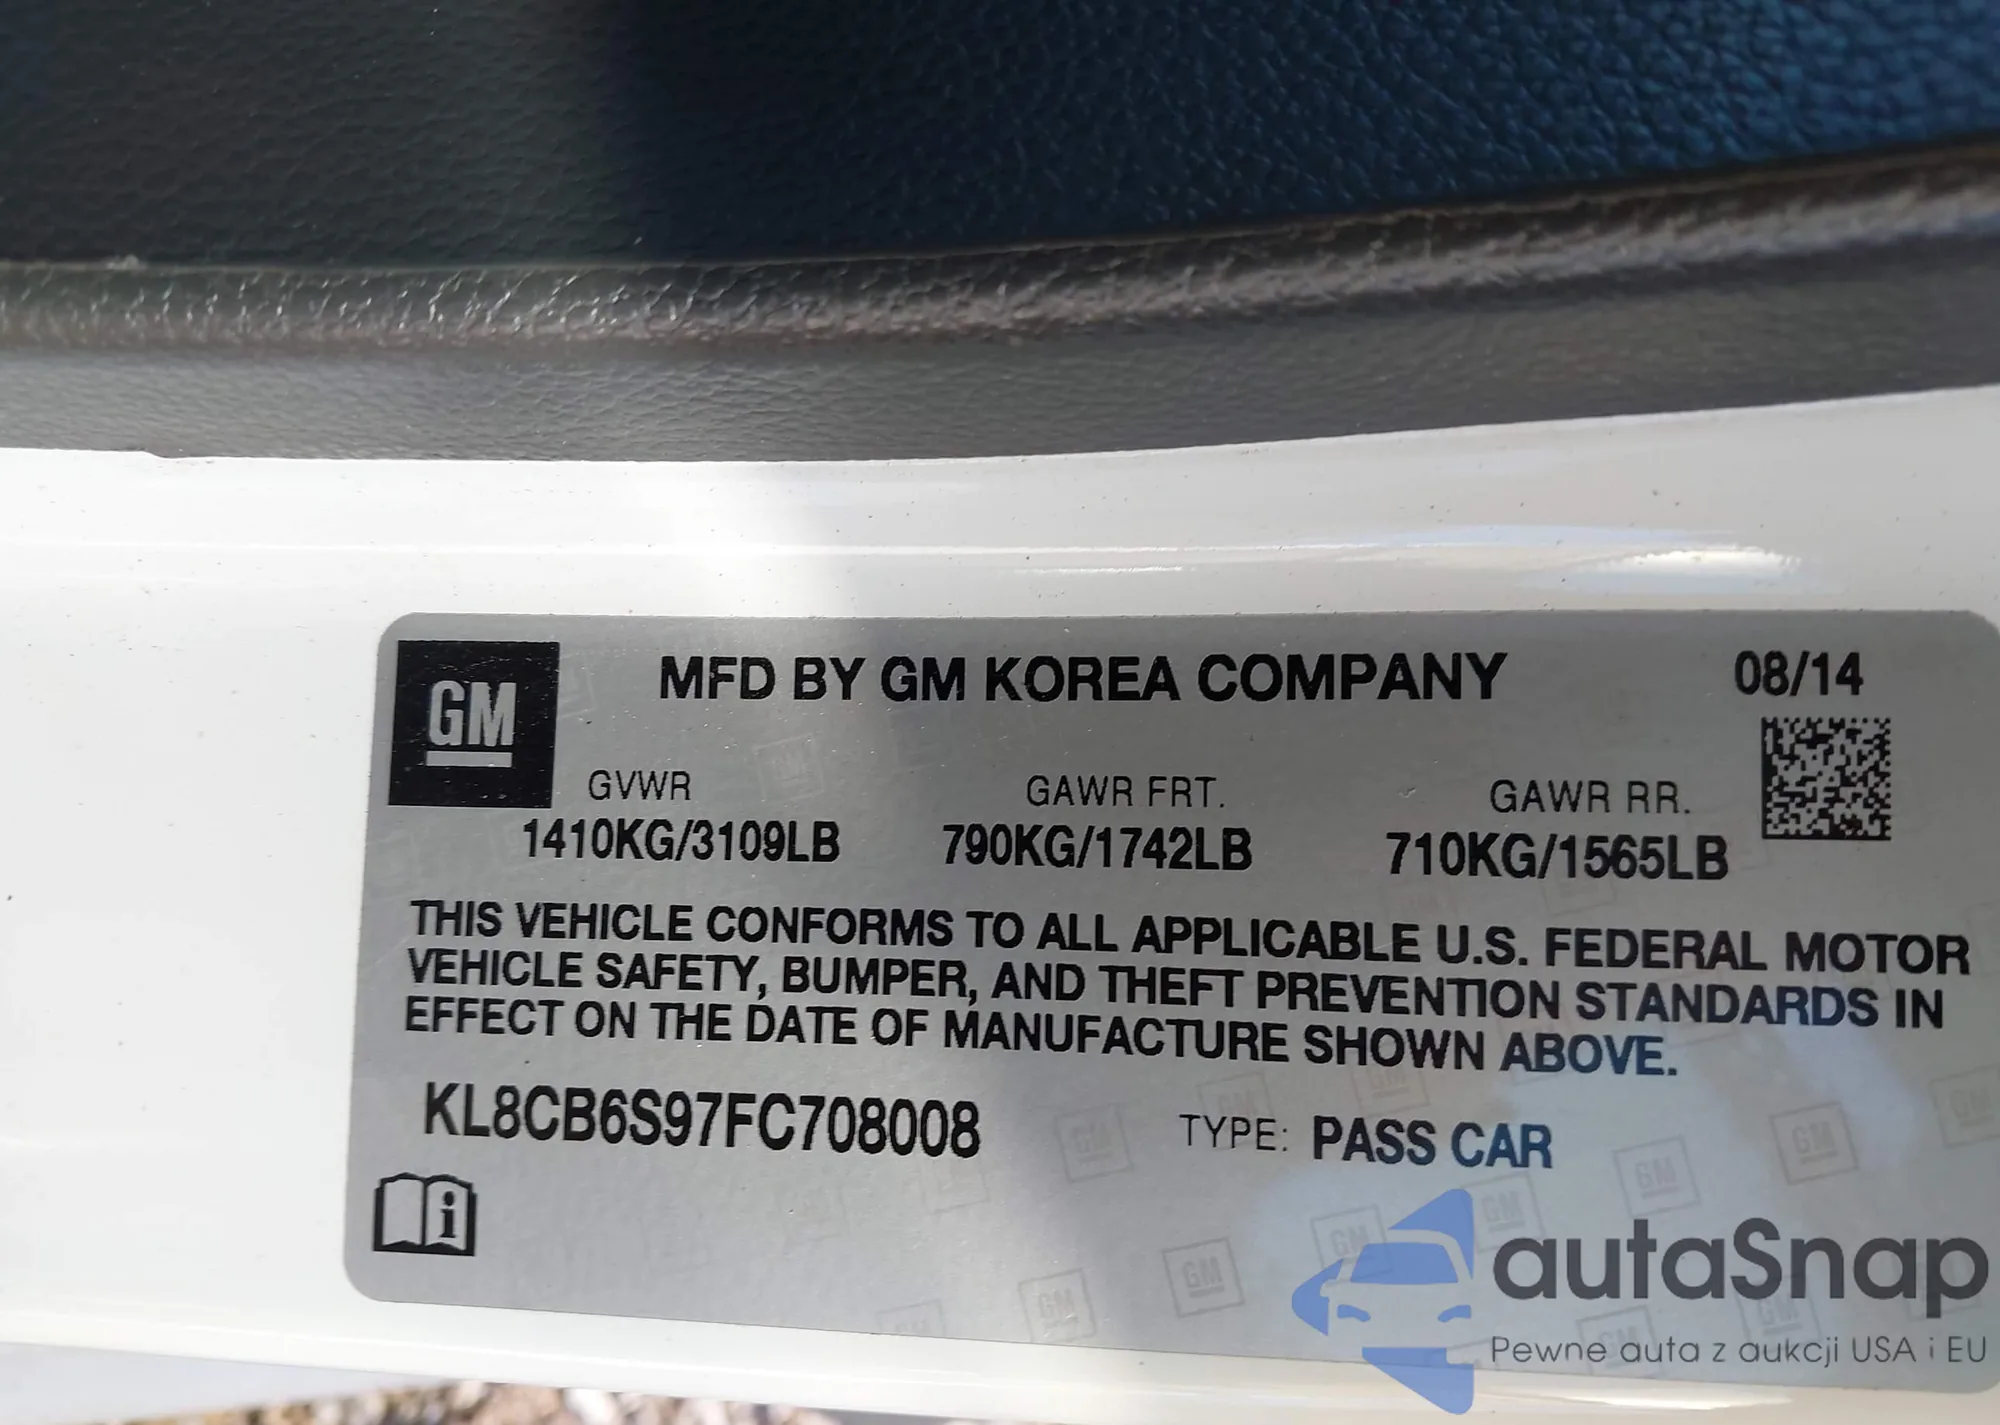 GM
MFD BY GM KOREA COMPANY
08/14
GVWR
GAWR FRT.
GAWR RR.
1410KG/3109LB
790KG/1742LB
710KG/1565LB
THIS VEHICLE CONFORMS TO ALL APPLICABLE U.S. FEDERAL MOTOR
VEHICLE SAFETY, BUMPER, AND THEFT PREVENTION STANDARDS IN
EFFECT ON THE DATE OF MANUFACTURE SHOWN ABOVE.
KL8CB6S97FC708008
TYPE: PASS CAR
i
autaSnap
Pewne auta z aukcji USA i EU